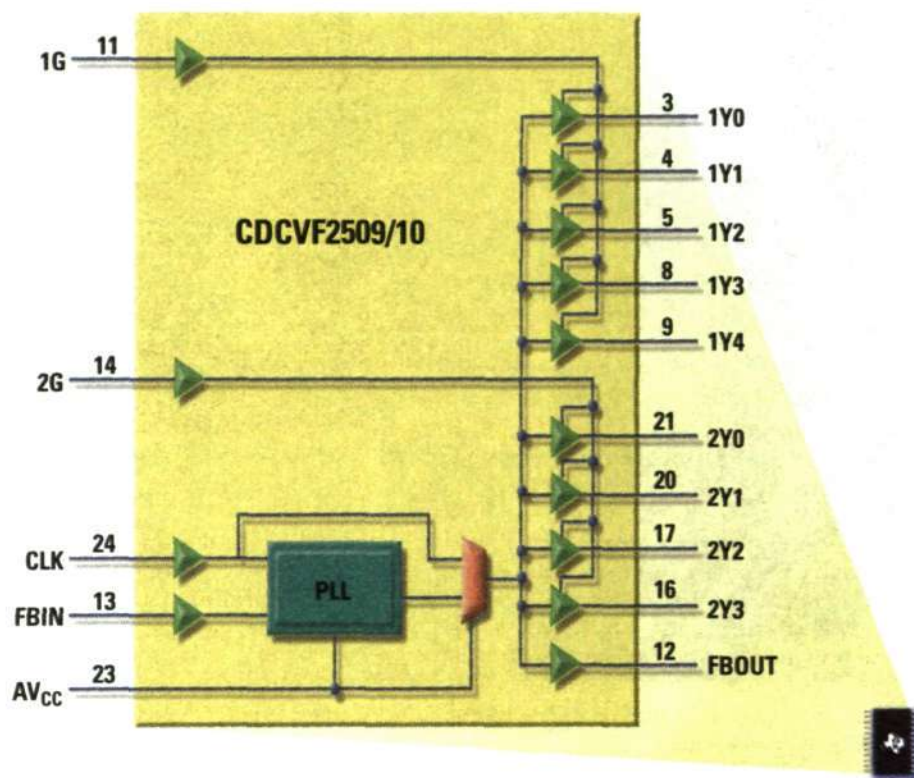 1G 11
3 1Y0
4 1Y1
CDCVF2509/10
5 1Y2
8 1Y3
9 1Y4
2G 14
21 2Y0
20 2Y1
CLK 24
17 2Y2
PLL
FBIN 13
16 2Y3
12 FBOUT
AVCC 23